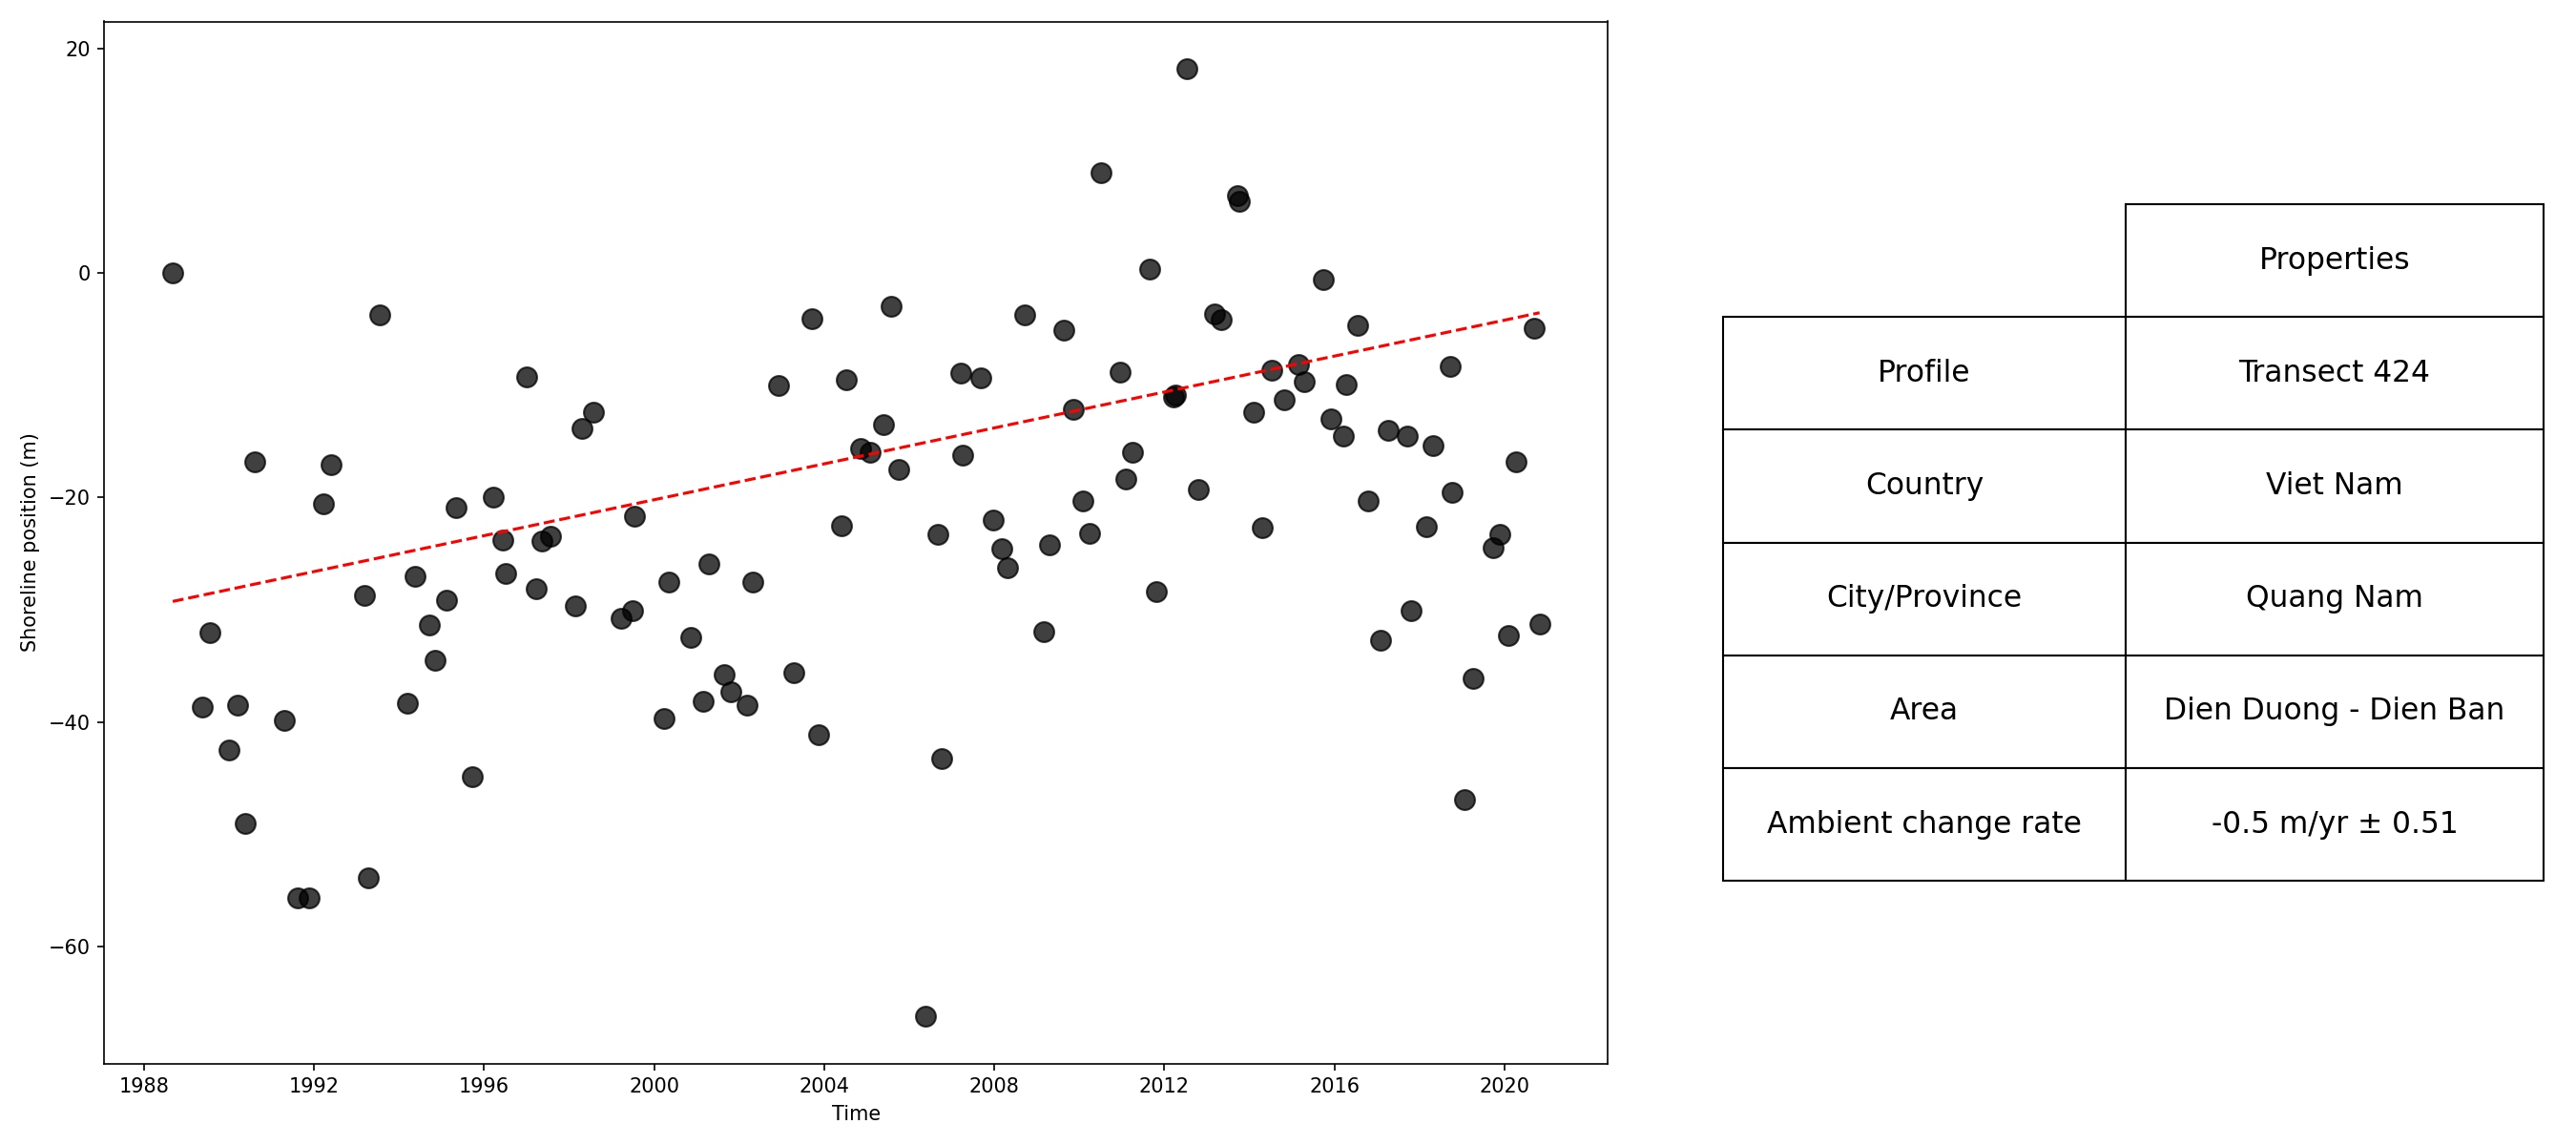 20
0
−20
−40
−60
Shoreline position (m)
1988 1992 1996 2000 2004 2008 2012 2016 2020
Time
Properties
Profile Transect 424
Country Viet Nam
City/Province Quang Nam
Area Dien Duong - Dien Ban
Ambient change rate -0.5 m/yr ± 0.51